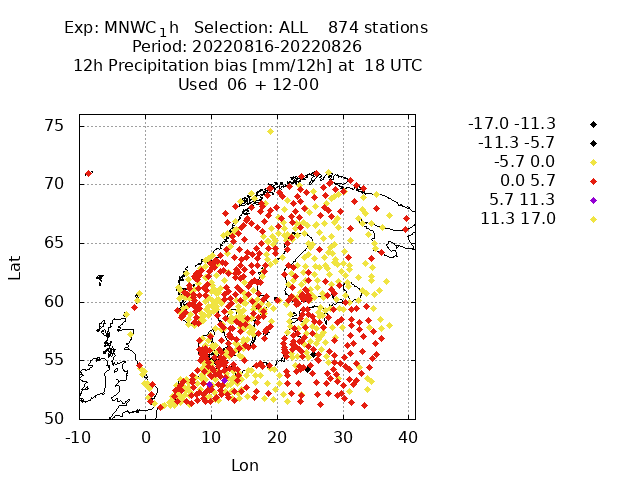 Exp: MNWC_1h Selection: ALL 874 stations
Period: 20220816-20220826
12h Precipitation bias [mm/12h] at 18 UTC
Used 06 + 12-00
-17.0 -11.3
-11.3 -5.7
-5.7 0.0
0.0 5.7
5.7 11.3
11.3 17.0
75
70
65
60
55
50
Lat
-10 0 10 20 30 40
Lon